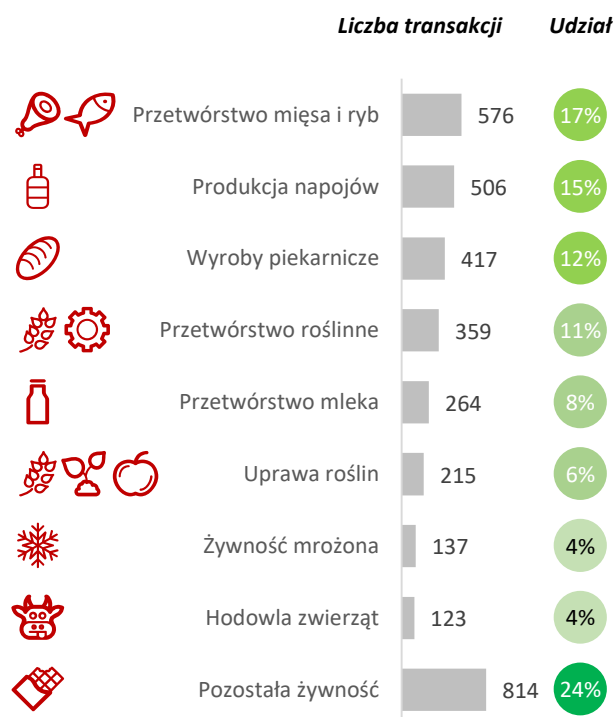 Liczba transakcji Udział
Przetwórstwo mięsa i ryb 576 17%
Produkcja napojów 506 15%
Wyroby piekarnicze 417 12%
Przetwórstwo roślinne 359 11%
Przetwórstwo mleka 264 8%
Uprawa roślin 215 6%
Żywność mrożona 137 4%
Hodowla zwierząt 123 4%
Pozostała żywność 814 24%